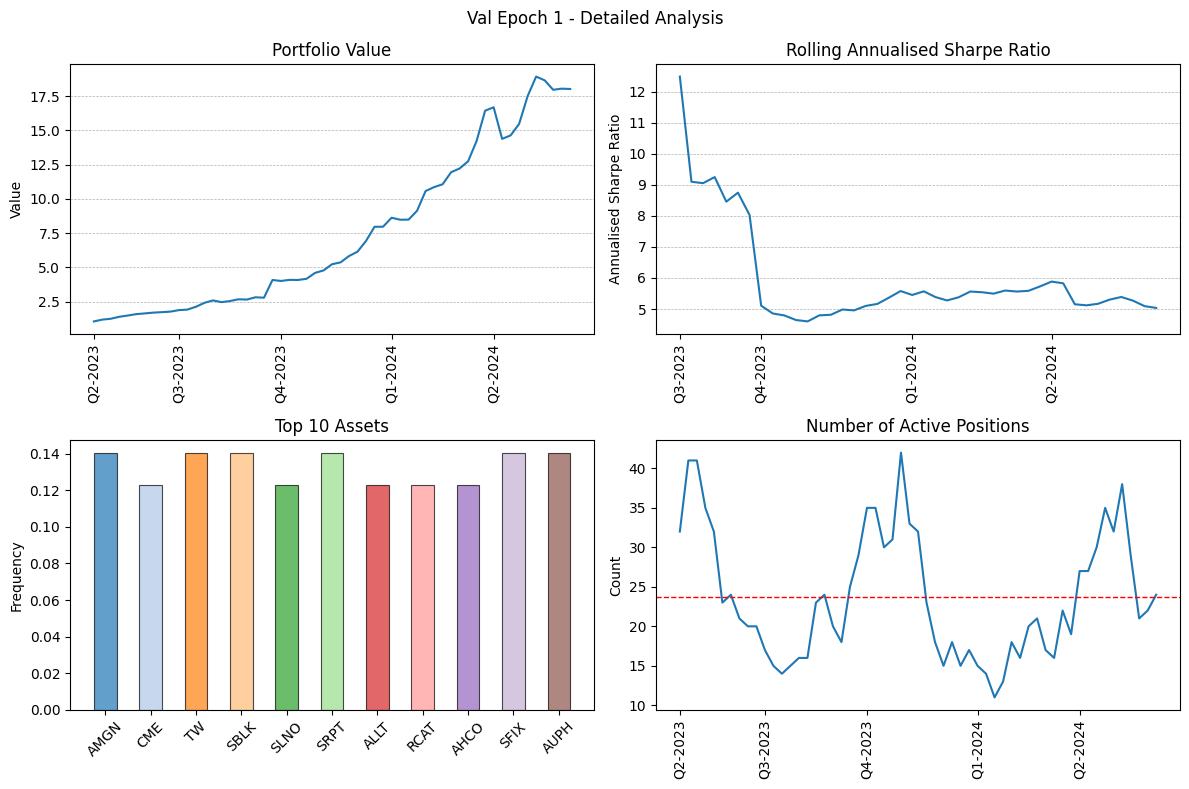 Val Epoch 1 - Detailed Analysis
Portfolio Value
Value
17.5
15.0
12.5
10.0
7.5
5.0
2.5
Q2-2023
Q3-2023
Q4-2023
Q1-2024
Q2-2024
Rolling Annualised Sharpe Ratio
Annualised Sharpe Ratio
12
11
10
9
8
7
6
5
Q3-2023
Q4-2023
Q1-2024
Q2-2024
Top 10 Assets
Frequency
0.14
0.12
0.10
0.08
0.06
0.04
0.02
0.00
AMGN
CME
TW
SBLK
SLNO
SRPT
ALLT
RCAT
AHCO
SFIX
AUPH
Number of Active Positions
Count
40
35
30
25
20
15
10
Q2-2023
Q3-2023
Q4-2023
Q1-2024
Q2-2024